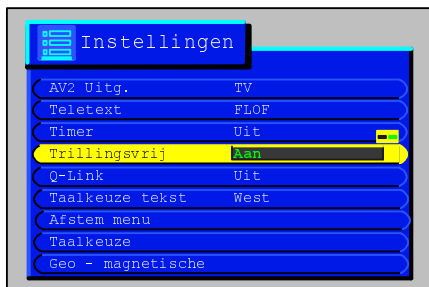 Instellingen
AV2 Uitg. TV
Teletext FLOF
Timer Uit
Trillingsvrij Aan
Q-Link Uit
Taalkeuze tekst West
Afstem menu
Taalkeuze
Geo - magnetische